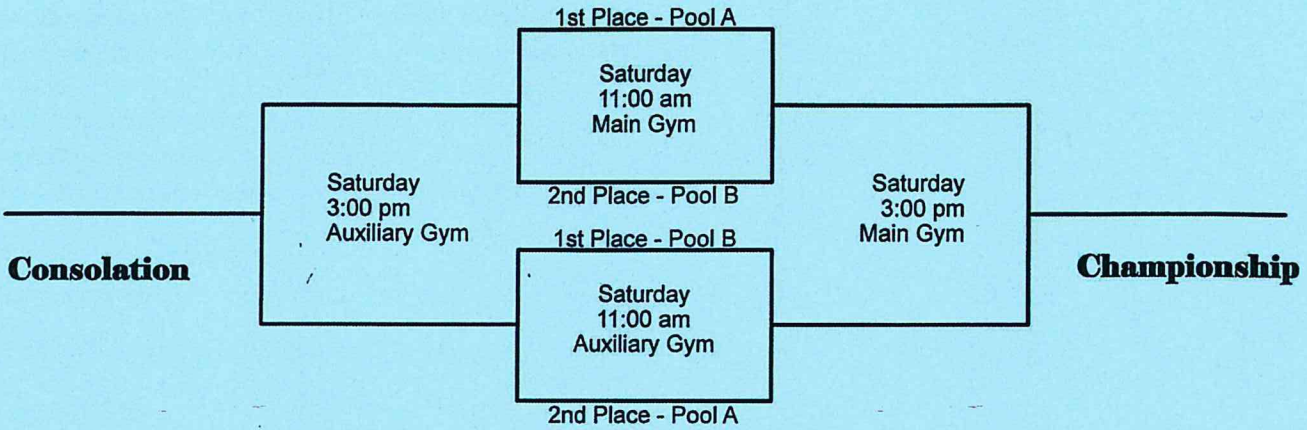 1st Place - Pool A
Saturday
11:00 am
Main Gym
2nd Place - Pool B
Saturday
3:00 pm
Auxiliary Gym
Saturday
3:00 pm
Main Gym
Consolation
1st Place - Pool B
Championship
Saturday
11:00 am
Auxiliary Gym
2nd Place - Pool A